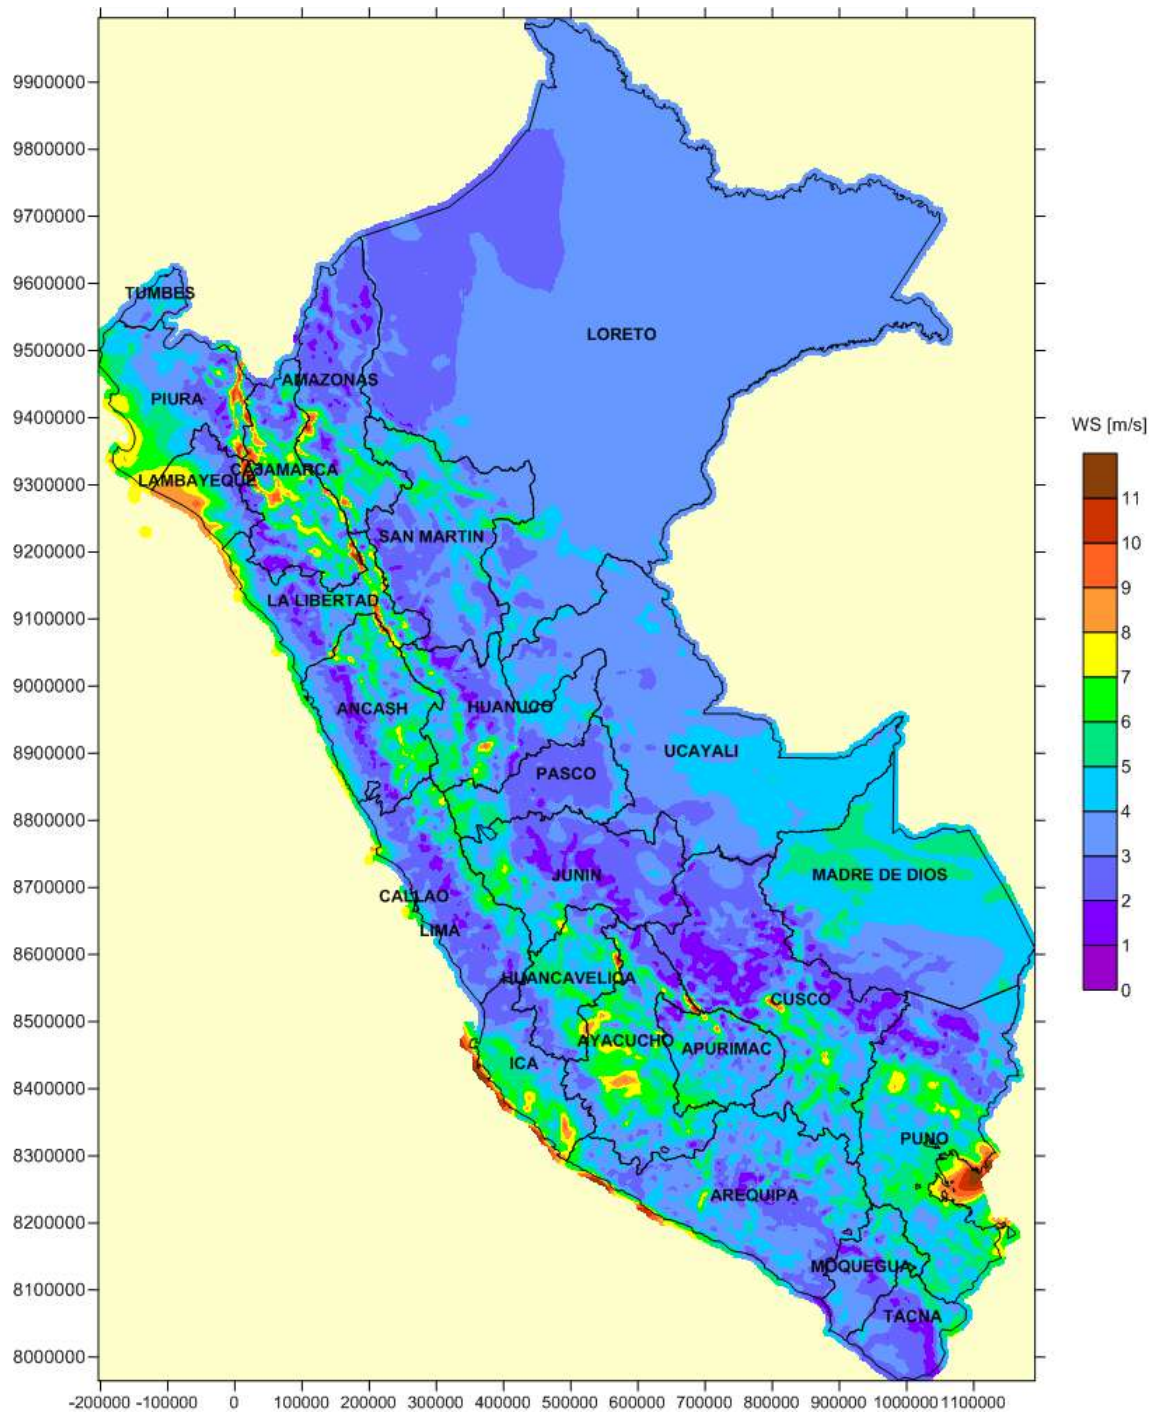 9900000
9800000
9700000
9600000
9500000
9400000
9300000
9200000
9100000
9000000
8900000
8800000
8700000
8600000
8500000
8400000
8300000
8200000
8100000
8000000
TUMBES
LORETO
AMAZONAS
PIURA
CAJAMARCA
LAMBAYEQUE
SAN MARTIN
LA LIBERTAD
ANCASH
HUANUCO
UCAYALI
PASCO
JUNIN
MADRE DE DIOS
CALLAO
LIMA
HUANCAVELICA
CUSCO
AYACUCHO
APURIMAC
ICA
PUNO
AREQUIPA
MOQUEGUA
TACNA
WS [m/s]
11
10
9
8
7
6
5
4
3
2
1
0
-200000 -100000 0 100000 200000 300000 400000 500000 600000 700000 800000 900000 1000000 1100000